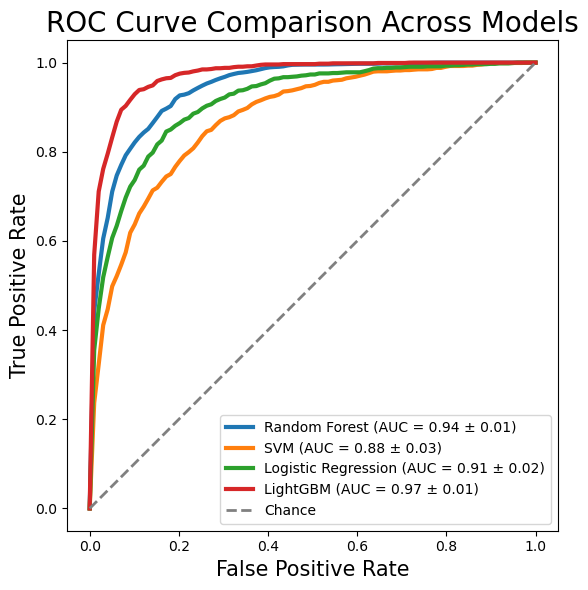 ROC Curve Comparison Across Models
True Positive Rate
1.0
0.8
0.6
0.4
0.2
0.0
Random Forest (AUC = 0.94 ± 0.01)
SVM (AUC = 0.88 ± 0.03)
Logistic Regression (AUC = 0.91 ± 0.02)
LightGBM (AUC = 0.97 ± 0.01)
Chance
0.0 0.2 0.4 0.6 0.8 1.0
False Positive Rate